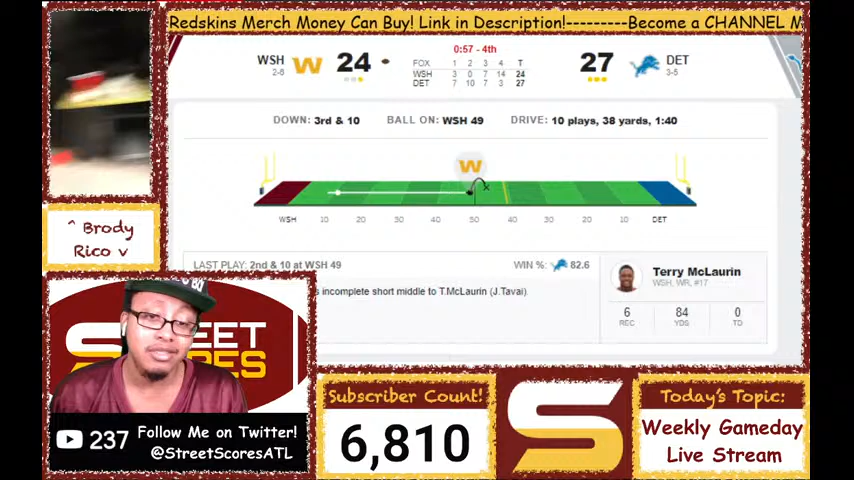 Redskins Merch Money Can Buy! Link in Description!---------Become a CHANNEL M
WSH
2-6
W
24
0:57 - 4th
FOX 1 2 3 4 T
WSH 3 0 7 14 24
DET 7 10 7 3 27
27
DET
3-5
DOWN: 3rd & 10 BALL ON: WSH 49 DRIVE: 10 plays, 38 yards, 1:40
W
WSH 10 20 30 40 50 40 30 20 10 DET
LAST PLAY: 2nd & 10 at WSH 49
WIN %: 82.6
s incomplete short middle to T.McLaurin (J.Tavai)
Terry McLaurin
WSH, WR, #17
6 84 0
REC YDS TD
^ Brody
Rico v
STREET
SCORES
237
Follow Me on Twitter!
@StreetScoresATL
Subscriber Count!
6,810
S
Today's Topic:
Weekly Gameday
Live Stream